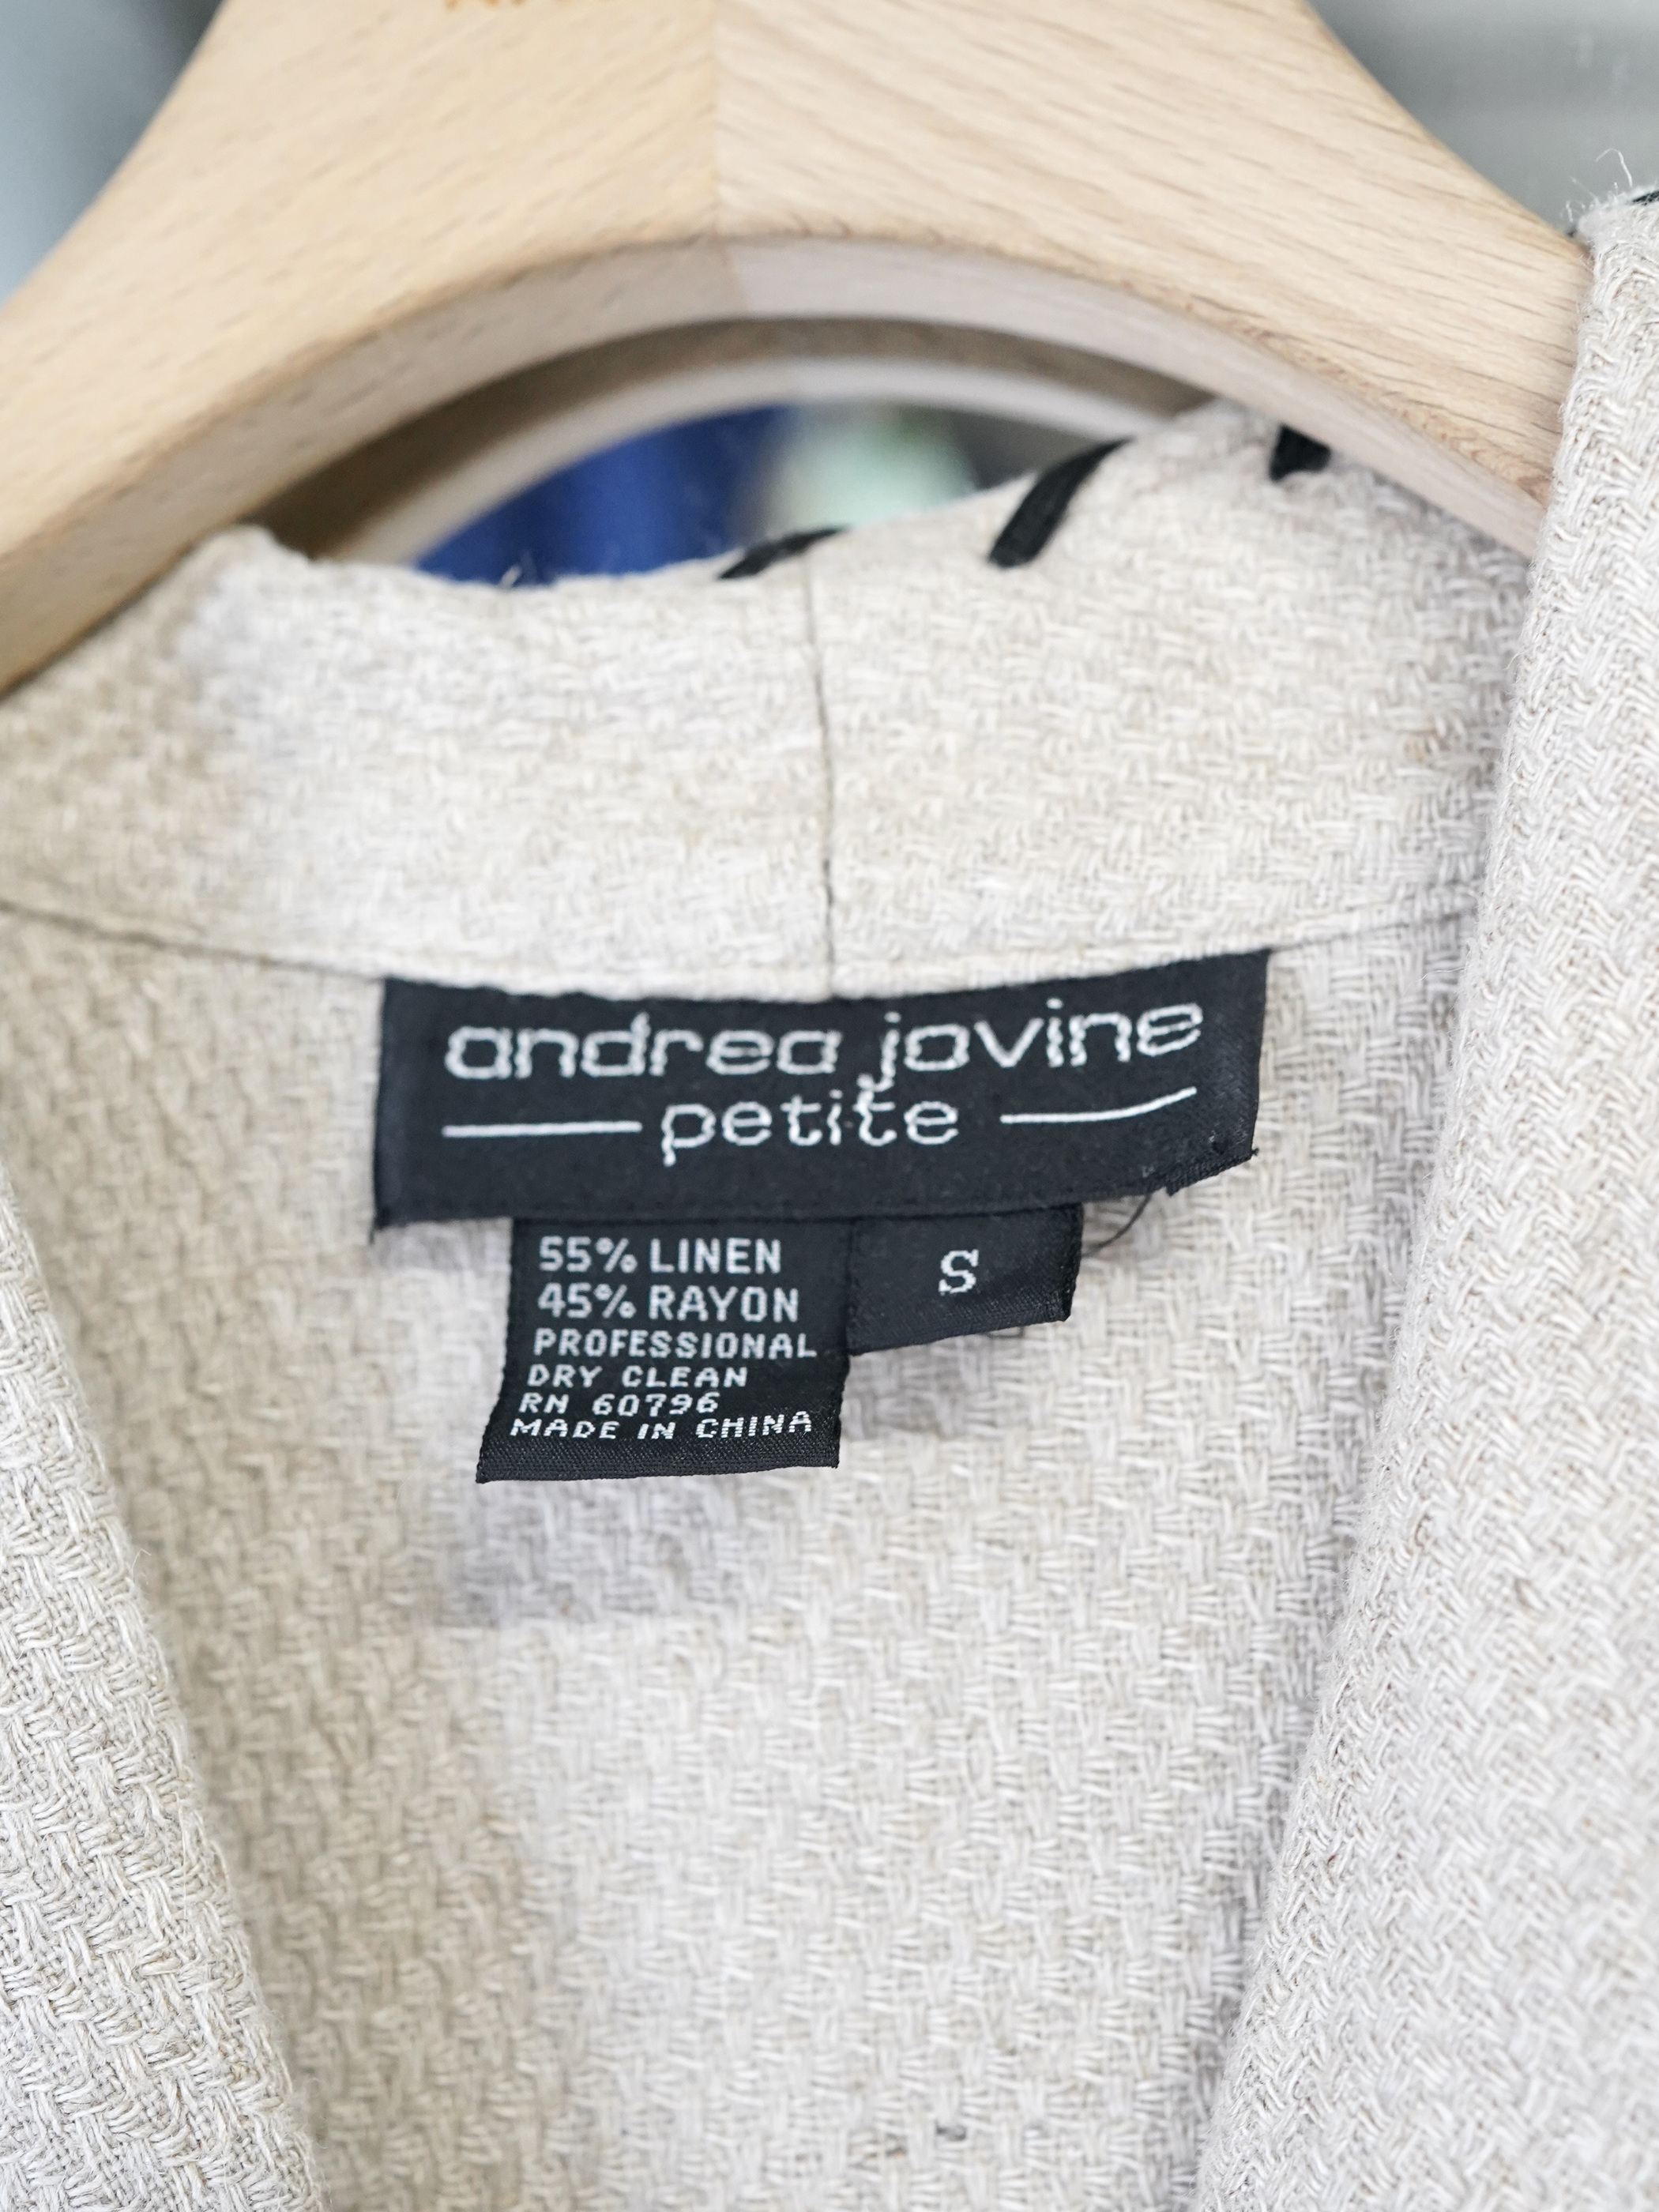 andrea jovine
petite
55% LINEN
45% RAYON
PROFESSIONAL
DRY CLEAN
RN 60796
MADE IN CHINA
S